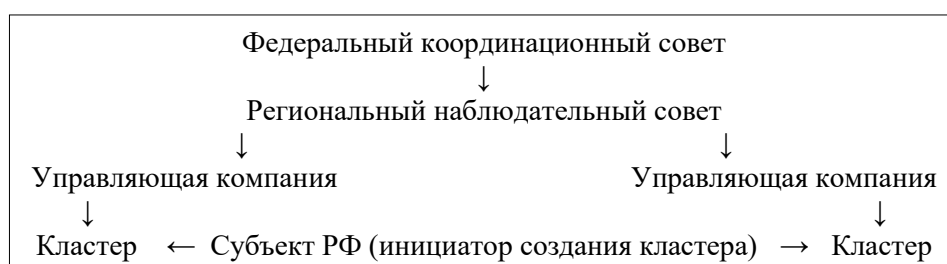 Федеральный координационный совет
↓
Региональный наблюдательный совет
↓ ↓
Управляющая компания Управляющая компания
↓ ↓
Кластер ← Субъект РФ (инициатор создания кластера) → Кластер